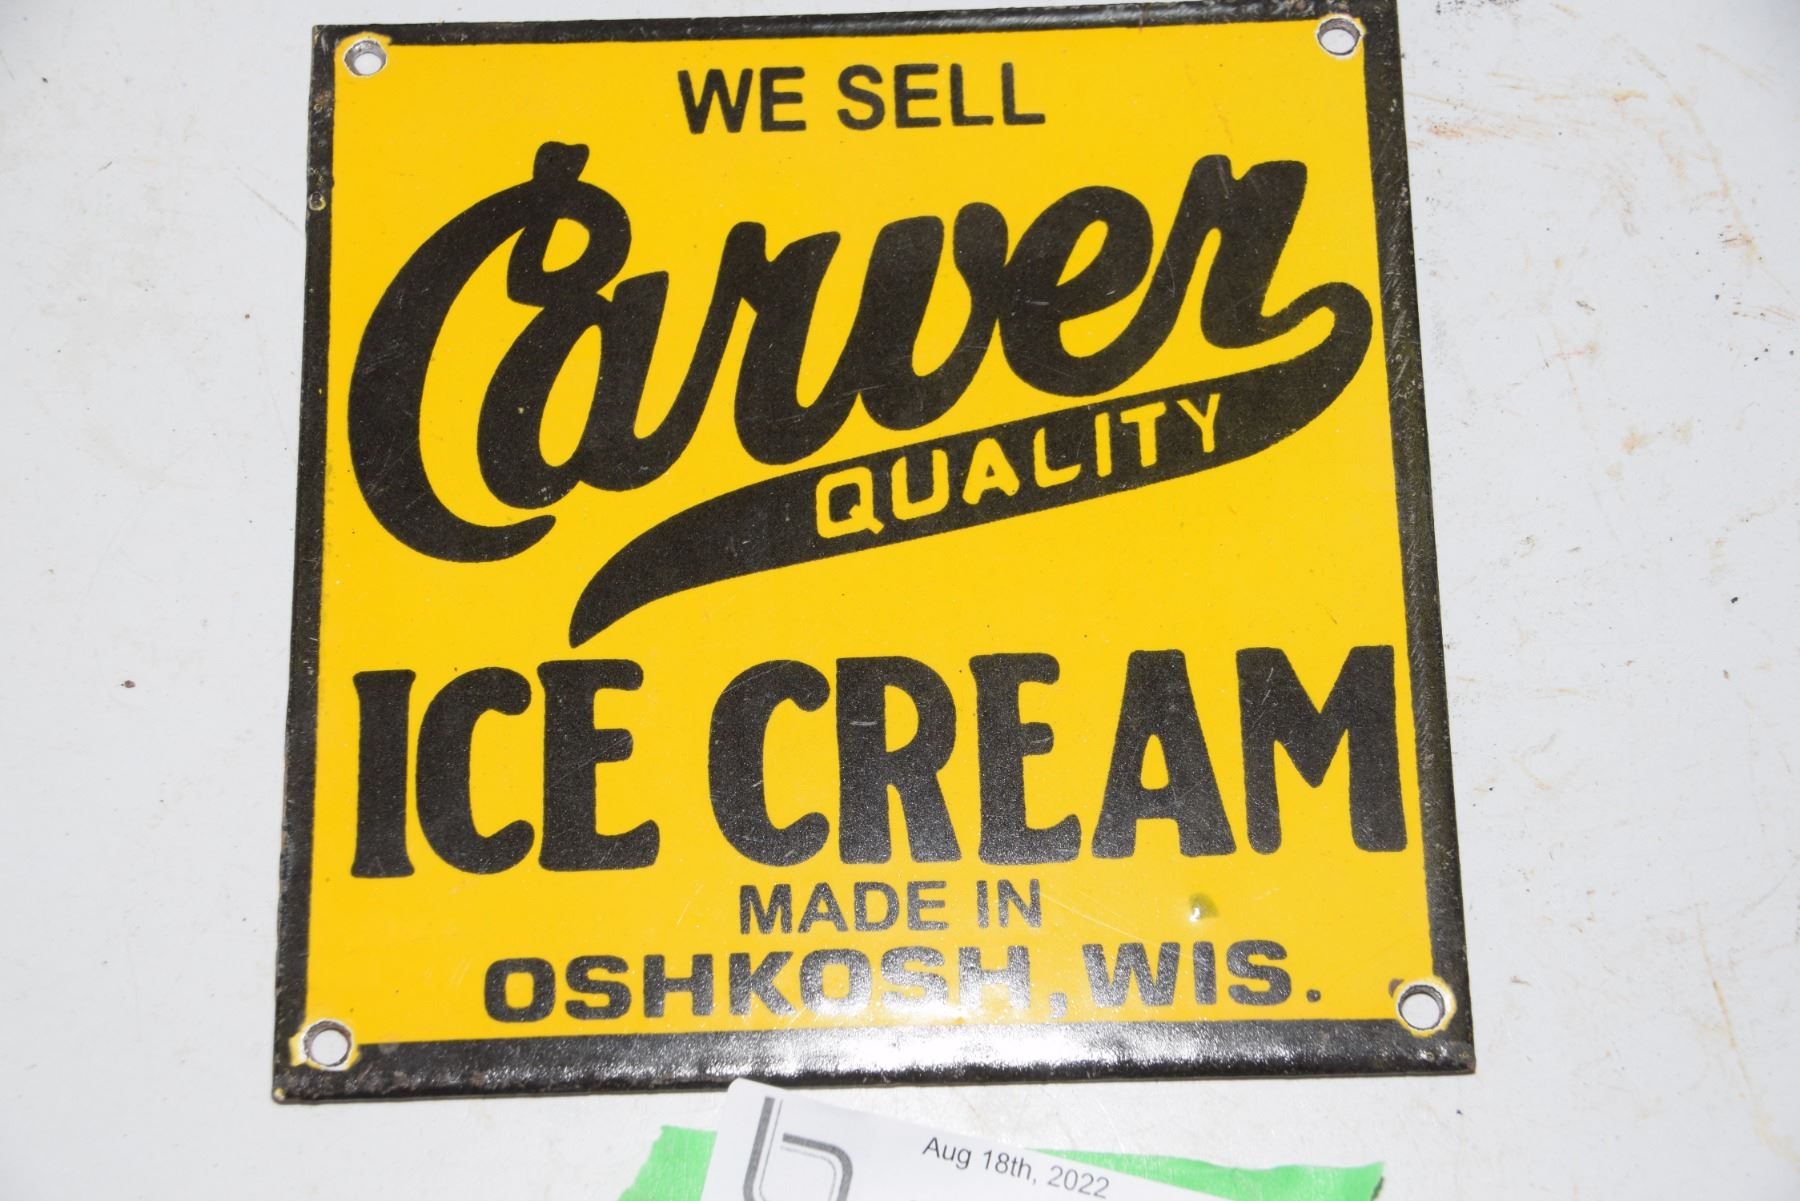 WE SELL
Carver
QUALITY
ICE CREAM
MADE IN
OSHKOSH, WIS.
Aug 18th, 2022